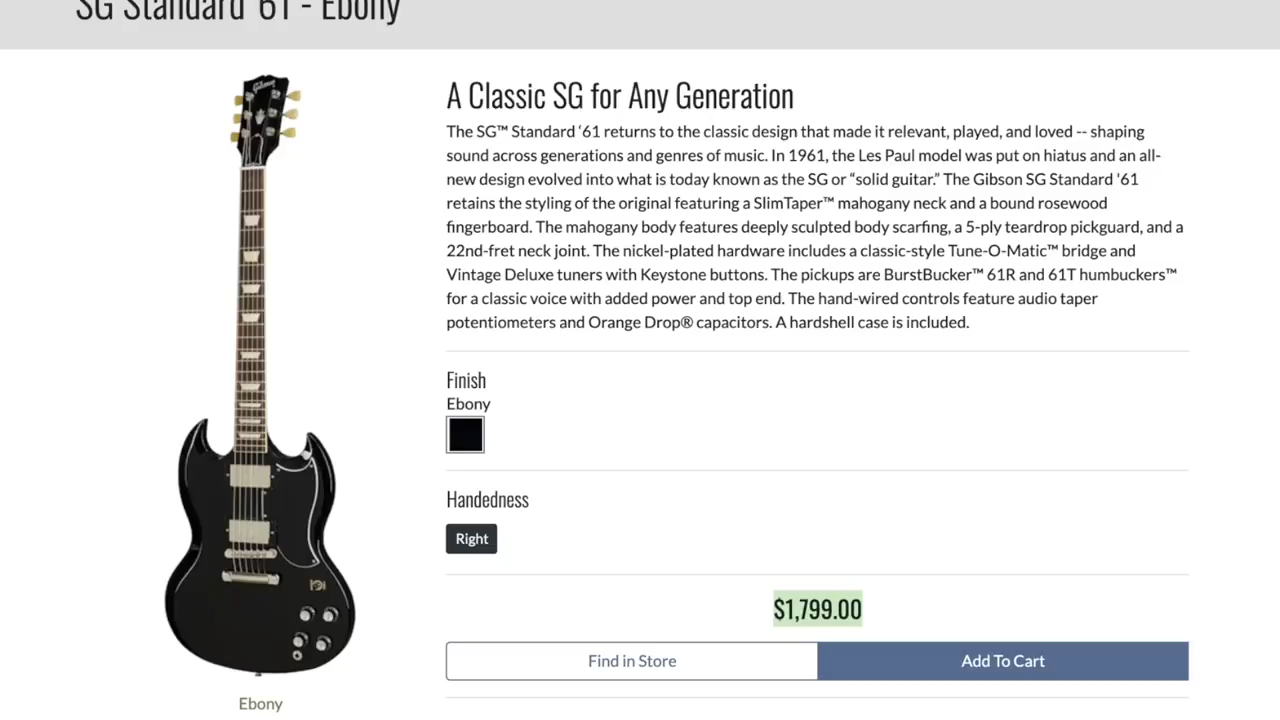 SG Standard '61 - Ebony
Gibson
A Classic SG for Any Generation
The SG™ Standard ‘61 returns to the classic design that made it relevant, played, and loved -- shaping
sound across generations and genres of music. In 1961, the Les Paul model was put on hiatus and an all-
new design evolved into what is today known as the SG or “solid guitar.” The Gibson SG Standard '61
retains the styling of the original featuring a SlimTaper™ mahogany neck and a bound rosewood
fingerboard. The mahogany body features deeply sculpted body scarfing, a 5-ply teardrop pickguard, and a
22nd-fret neck joint. The nickel-plated hardware includes a classic-style Tune-O-Matic™ bridge and
Vintage Deluxe tuners with Keystone buttons. The pickups are BurstBucker™ 61R and 61T humbuckers™
for a classic voice with added power and top end. The hand-wired controls feature audio taper
potentiometers and Orange Drop® capacitors. A hardshell case is included.
Finish
Ebony
Handedness
Right
$1,799.00
Find in Store
Add To Cart
Ebony